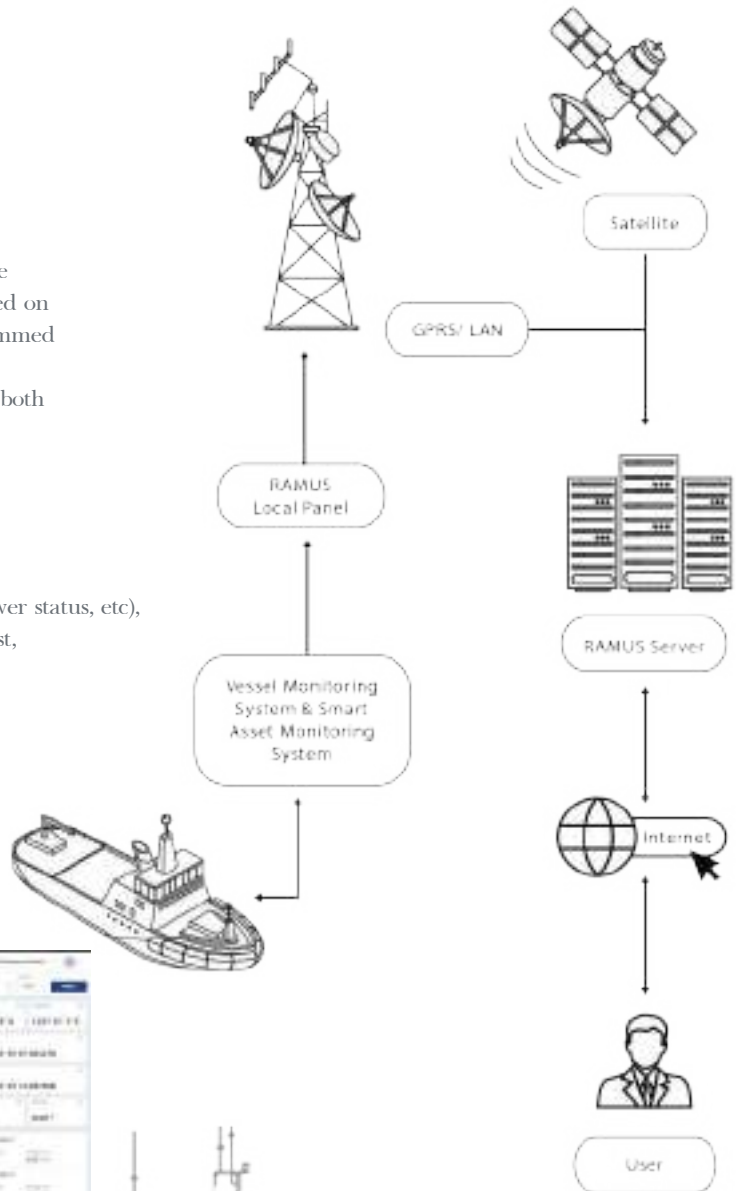 Satellite
e
ed on
GPRS/ LAN
mmed
both
RAMUS
Local Panel
ver status, etc),
st,
RAMUS Server
Vessel Monitoring
System & Smart
Asset Monitoring
System
Internet
User